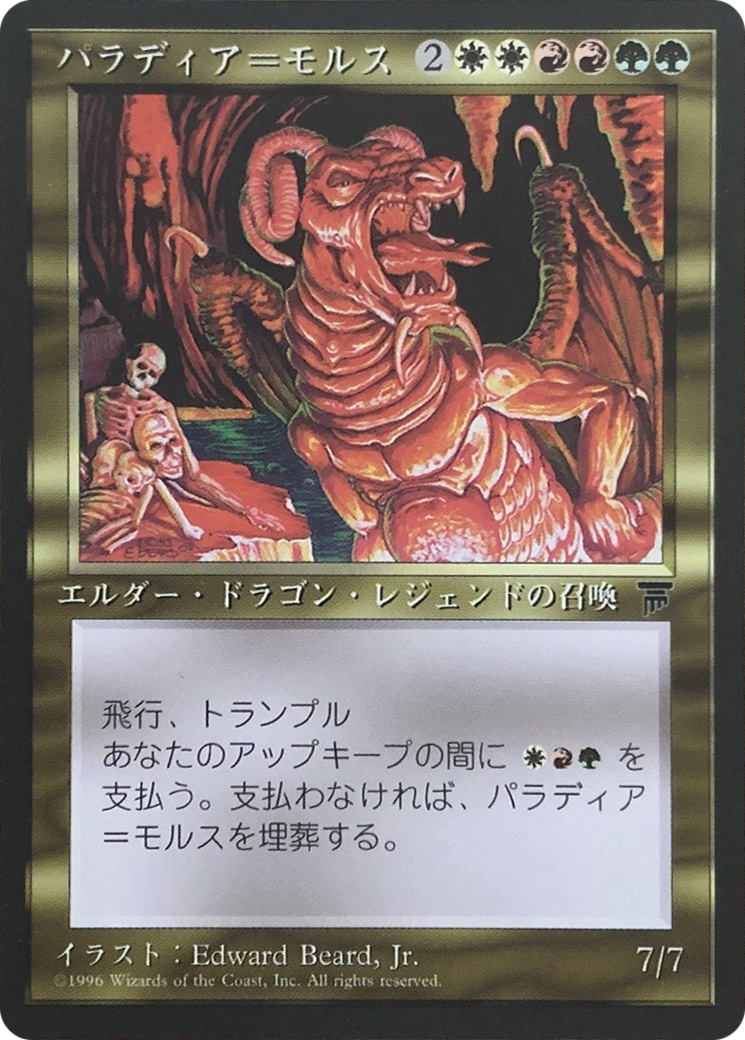 パラディア＝モルス 2
エルダー・ドラゴン・レジェンドの召喚
飛行、トランプル
あなたのアップキープの間に を
支払う。支払わなければ、パラディア
＝モルスを埋葬する。
イラスト：Edward Beard, Jr. 7/7
©1996 Wizards of the Coast, Inc. All rights reserved.